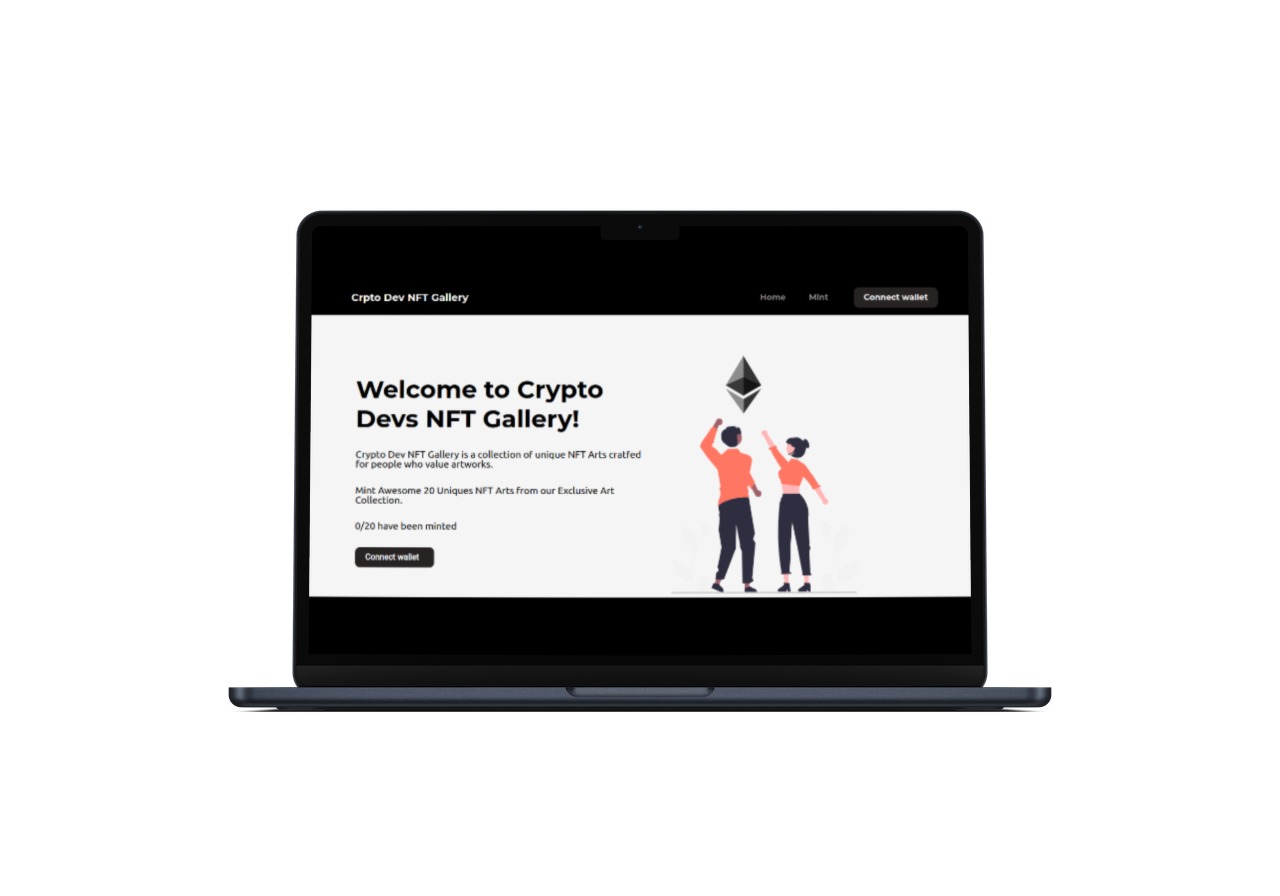 Crpto Dev NFT Gallery
Home
Mint
Connect wallet
Welcome to Crypto
Devs NFT Gallery!
Crypto Dev NFT Gallery is a collection of unique NFT Arts cratfed
for people who value artworks.
Mint Awesome 20 Uniques NFT Arts from our Exclusive Art
Collection.
0/20 have been minted
Connect wallet